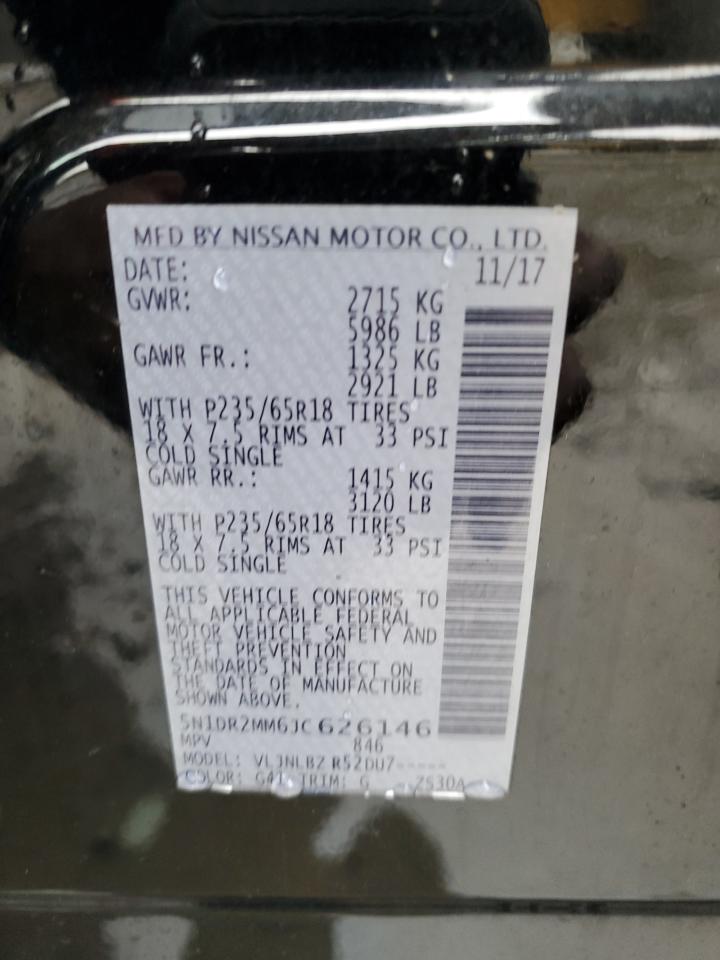 MFD BY NISSAN MOTOR CO., LTD.
DATE: 11/17
GVWR: 2715 KG
5986 LB
GAWR FR.: 1325 KG
2921 LB
WITH P235/65R18 TIRES
18 X 7.5 RIMS AT 33 PSI
COLD SINGLE
GAWR RR.: 1415 KG
3120 LB
WITH P235/65R18 TIRES
18 X 7.5 RIMS AT 33 PSI
COLD SINGLE
THIS VEHICLE CONFORMS TO
ALL APPLICABLE FEDERAL
MOTOR VEHICLE SAFETY AND
THEFT PREVENTION
STANDARDS IN EFFECT ON
THE DATE OF MANUFACTURE
SHOWN ABOVE.
5N1DR2MM6JC626146
MPV 846
MODEL: VLJNLBZ R52DU7-----
COLOR: G41 TRIM: G ZS30A